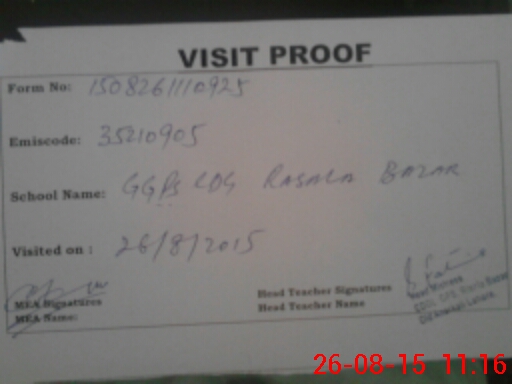 VISIT PROOF
Form No: 1508261110925
Emiscode: 35210905
School Name: GGPS CDG RASALA BAZAR
Visited on : 26/8/2015
MEA Signatures
Head Teacher Signatures
MEA Name:
Head Teacher Name
26-08-15 11:16